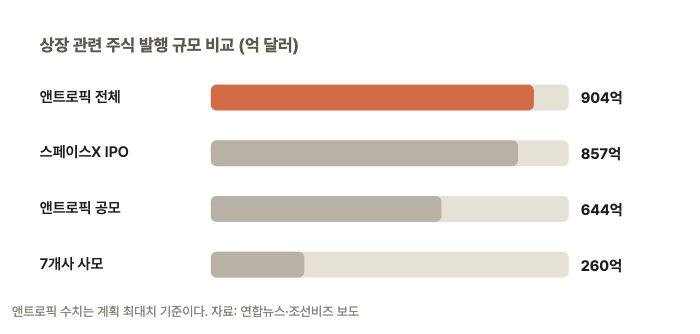 상장 관련 주식 발행 규모 비교 (억 달러)
앤트로픽 전체 904억
스페이스X IPO 857억
앤트로픽 공모 644억
7개사 사모 260억
앤트로픽 수치는 계획 최대치 기준이다. 자료: 연합뉴스·조선비즈 보도